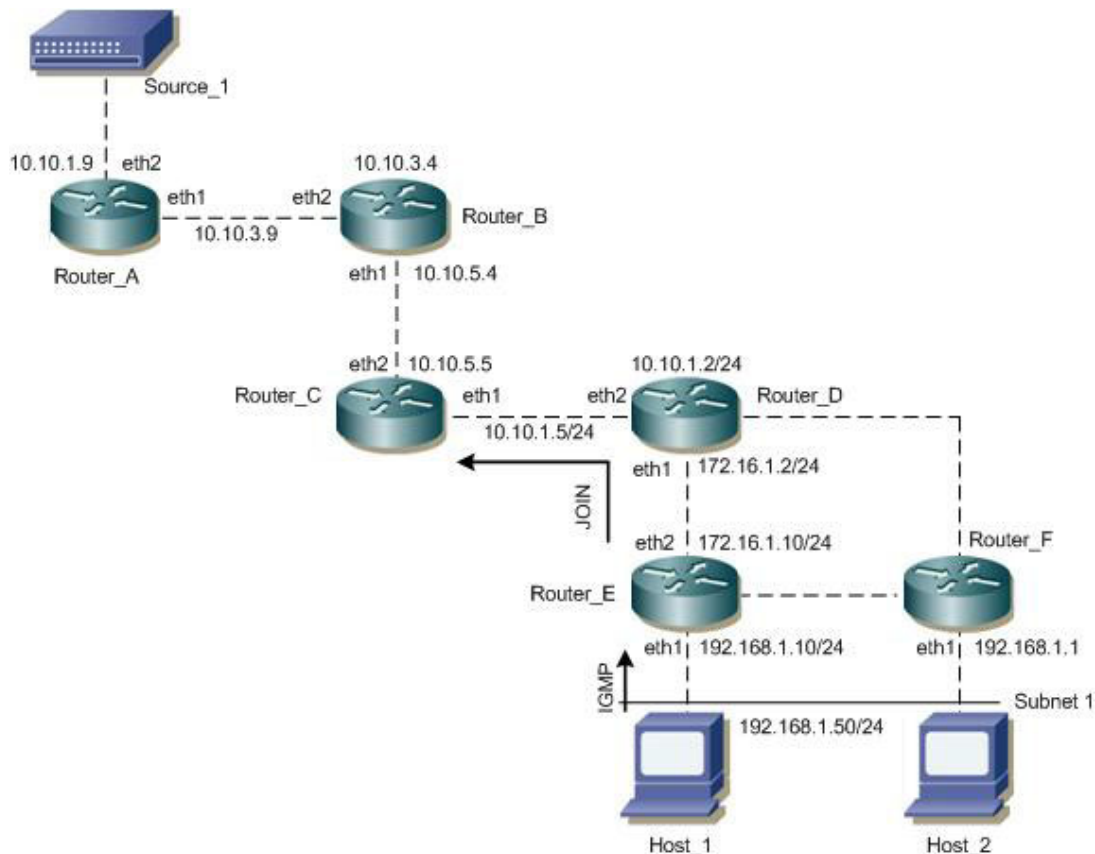 Source_1
10.10.1.9
eth2
10.10.3.4
eth1
eth2
Router_B
10.10.3.9
Router_A
eth1
10.10.5.4
eth2
10.10.5.5
10.10.1.2/24
Router_C
eth1
eth2
Router_D
10.10.1.5/24
eth1
172.16.1.2/24
JOIN
eth2
172.16.1.10/24
Router_F
Router_E
eth1
192.168.1.10/24
eth1
192.168.1.1
IGMP
Subnet 1
192.168.1.50/24
Host_1
Host_2